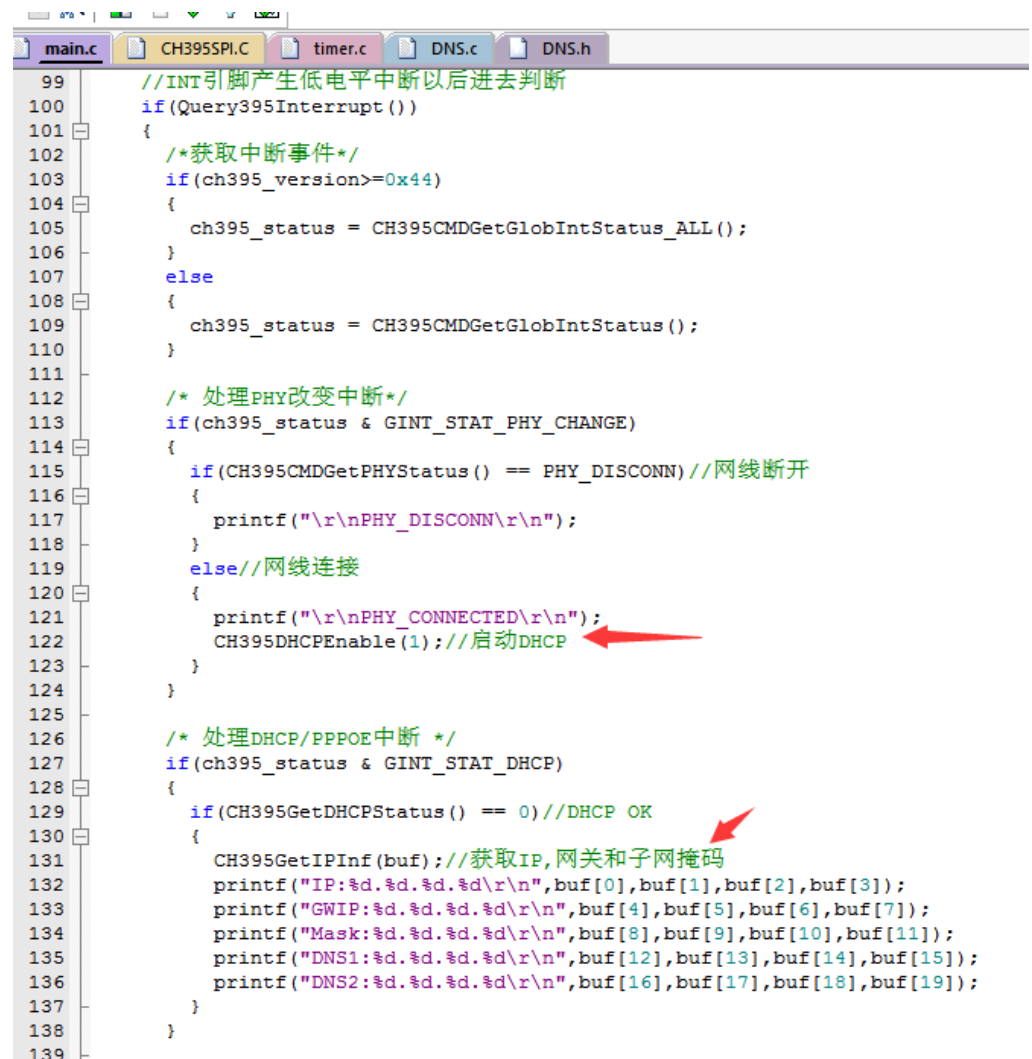 main.c CH395SPI.C timer.c DNS.c DNS.h
99 //INT引脚产生低电平中断以后进去判断
100 if(Query395Interrupt())
101 {
102 /*获取中断事件*/
103 if(ch395_version>=0x44)
104 {
105 ch395_status = CH395CMDGetGlobIntStatus_ALL();
106 }
107 else
108 {
109 ch395_status = CH395CMDGetGlobIntStatus();
110 }
111
112 /* 处理PHY改变中断*/
113 if(ch395_status & GINT_STAT_PHY_CHANGE)
114 {
115 if(CH395CMDGetPHYStatus() == PHY_DISCONN)//网线断开
116 {
117 printf("\r\nPHY_DISCONN\r\n");
118 }
119 else//网线连接
120 {
121 printf("\r\nPHY_CONNECTED\r\n");
122 CH395DHCPEnable(1);//启动DHCP
123 }
124 }
125
126 /* 处理DHCP/PPPOE中断 */
127 if(ch395_status & GINT_STAT_DHCP)
128 {
129 if(CH395GetDHCPStatus() == 0)//DHCP OK
130 {
131 CH395GetIPInf(buf);//获取IP,网关和子网掩码
132 printf("IP:%d.%d.%d.%d\r\n",buf[0],buf[1],buf[2],buf[3]);
133 printf("GWIP:%d.%d.%d.%d\r\n",buf[4],buf[5],buf[6],buf[7]);
134 printf("Mask:%d.%d.%d.%d\r\n",buf[8],buf[9],buf[10],buf[11]);
135 printf("DNS1:%d.%d.%d.%d\r\n",buf[12],buf[13],buf[14],buf[15]);
136 printf("DNS2:%d.%d.%d.%d\r\n",buf[16],buf[17],buf[18],buf[19]);
137 }
138 }
139